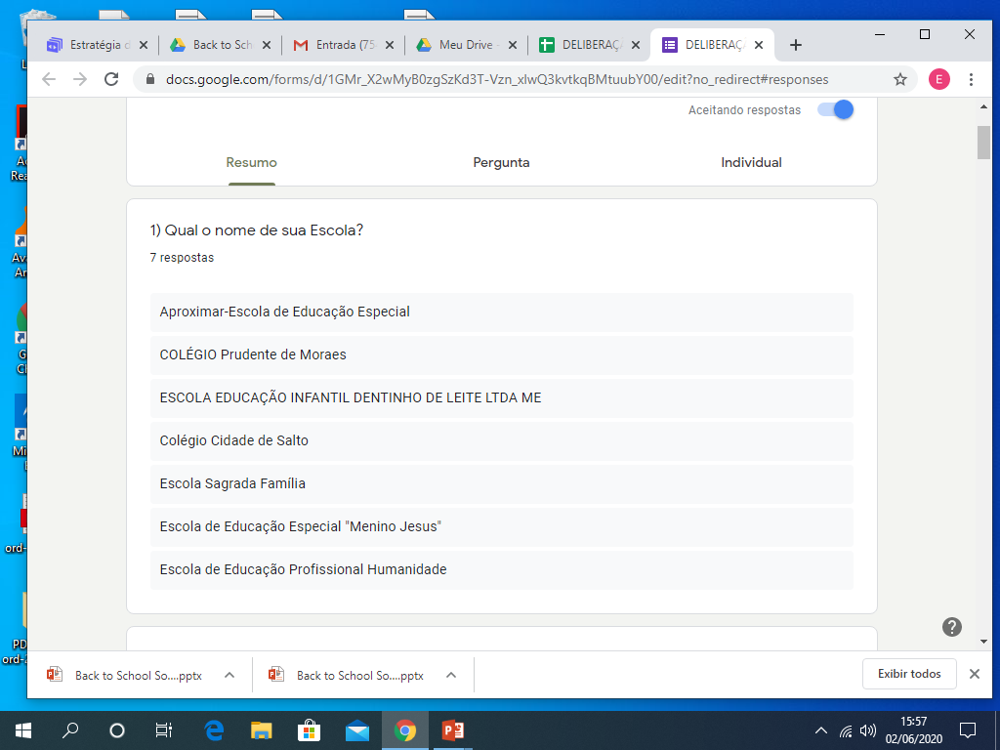 Estratégia d
Back to Sch
Entrada (75
Meu Drive
DELIBERAÇ
DELIBERAÇ
docs.google.com/forms/d/1GMr_X2wMyB0zgSzKd3T-Vzn_xlwQ3kvtkqBMtuubY00/edit?no_redirect#responses
E
Aceitando respostas
Resumo
Pergunta
Individual
1) Qual o nome de sua Escola?
7 respostas
Aproximar-Escola de Educação Especial
COLÉGIO Prudente de Moraes
ESCOLA EDUCAÇÃO INFANTIL DENTINHO DE LEITE LTDA ME
Colégio Cidade de Salto
Escola Sagrada Família
Escola de Educação Especial "Menino Jesus"
Escola de Educação Profissional Humanidade
Back to School So....pptx
Back to School So....pptx
Exibir todos
15:57
02/06/2020